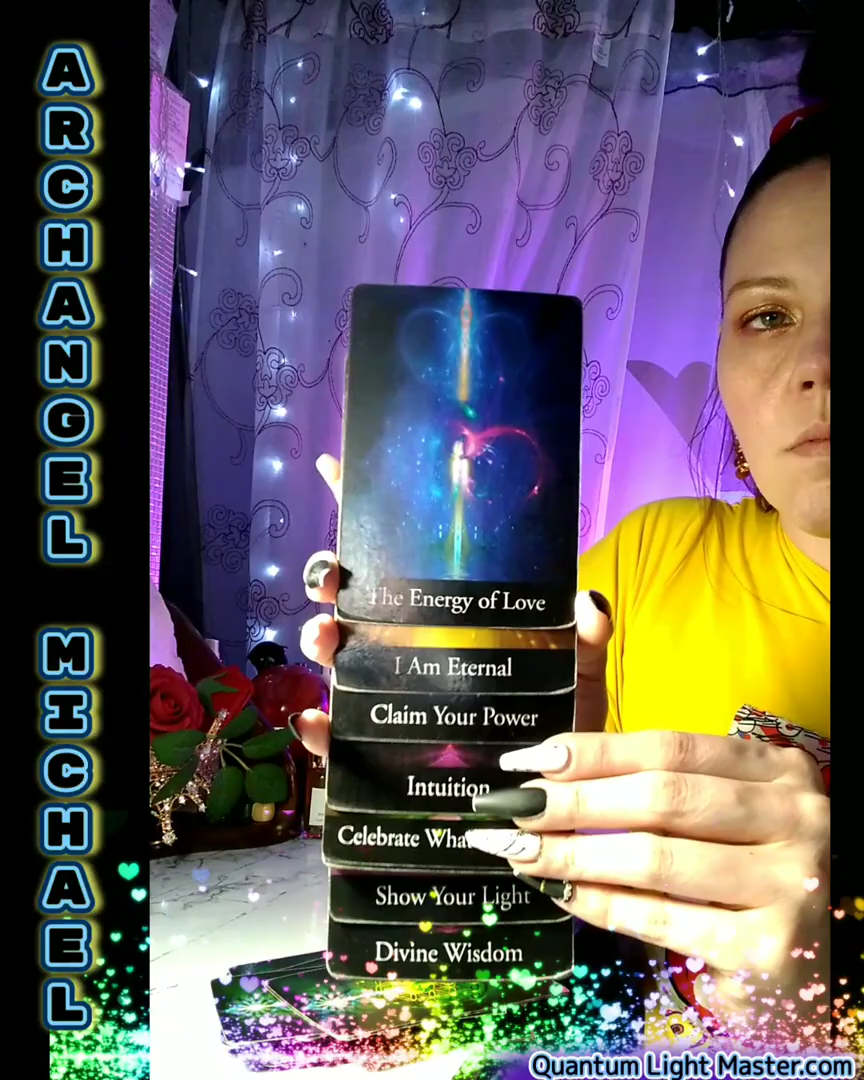 ARCHANGEL MICHAEL
The Energy of Love
I Am Eternal
Claim Your Power
Intuition
Celebrate
Show Your Light
Divine Wisdom
Quantum Light Master.com